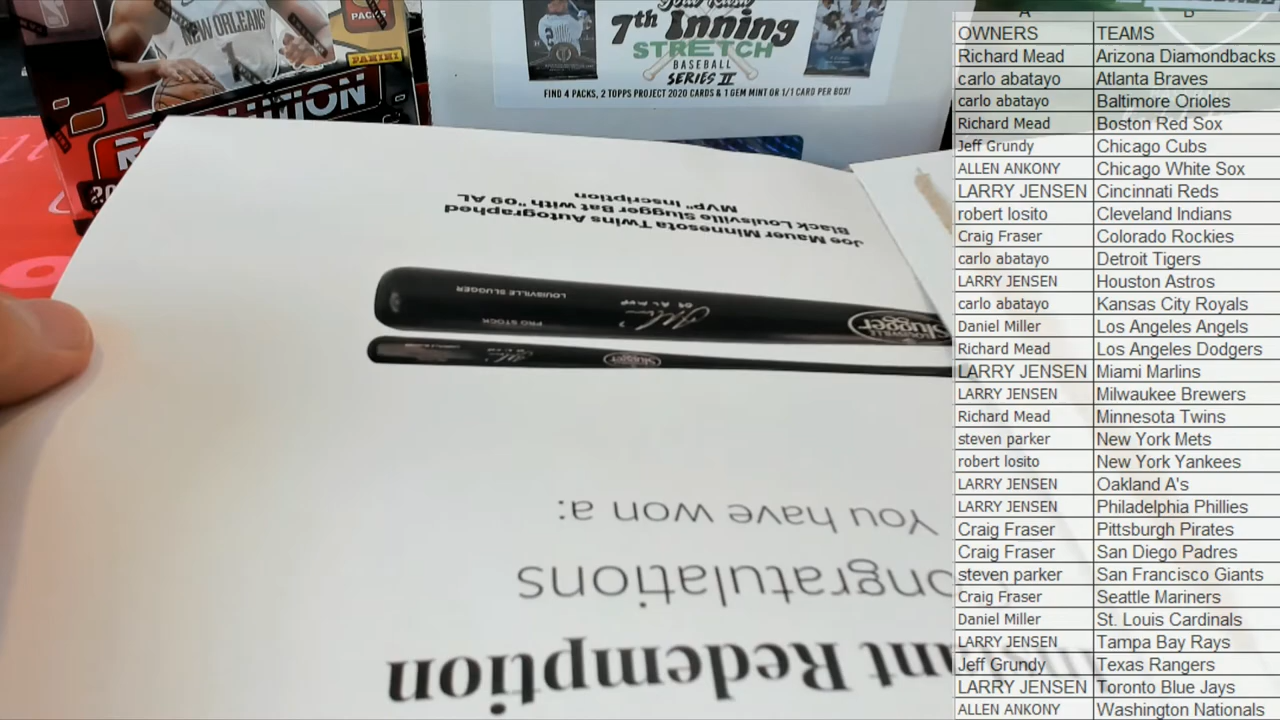 NEW ORLEANS
1
PACK
PANINI
7th Inning
STRETCH
BASEBALL
SERIES II
FIND 4 PACKS, 2 TOPPS PROJECT 2020 CARDS & 1 GEM MINT OR 1/1 CARD PER BOX!
Redemption
Congratulations
You have won a:
Joe Mauer Minnesota Twins Autographed
Black Louisville Slugger Bat with "09 AL
MVP" Inscription
LOUISVILLE SLUGGER
PRO STOCK
Slugger
Slugger
A B
OWNERS TEAMS
Richard Mead Arizona Diamondbacks
carlo abatayo Atlanta Braves
carlo abatayo Baltimore Orioles
Richard Mead Boston Red Sox
Jeff Grundy Chicago Cubs
ALLEN ANKONY Chicago White Sox
LARRY JENSEN Cincinnati Reds
robert losito Cleveland Indians
Craig Fraser Colorado Rockies
carlo abatayo Detroit Tigers
LARRY JENSEN Houston Astros
carlo abatayo Kansas City Royals
Daniel Miller Los Angeles Angels
Richard Mead Los Angeles Dodgers
LARRY JENSEN Miami Marlins
LARRY JENSEN Milwaukee Brewers
Richard Mead Minnesota Twins
steven parker New York Mets
robert losito New York Yankees
LARRY JENSEN Oakland A's
LARRY JENSEN Philadelphia Phillies
Craig Fraser Pittsburgh Pirates
Craig Fraser San Diego Padres
steven parker San Francisco Giants
Craig Fraser Seattle Mariners
Daniel Miller St. Louis Cardinals
LARRY JENSEN Tampa Bay Rays
Jeff Grundy Texas Rangers
LARRY JENSEN Toronto Blue Jays
ALLEN ANKONY Washington Nationals